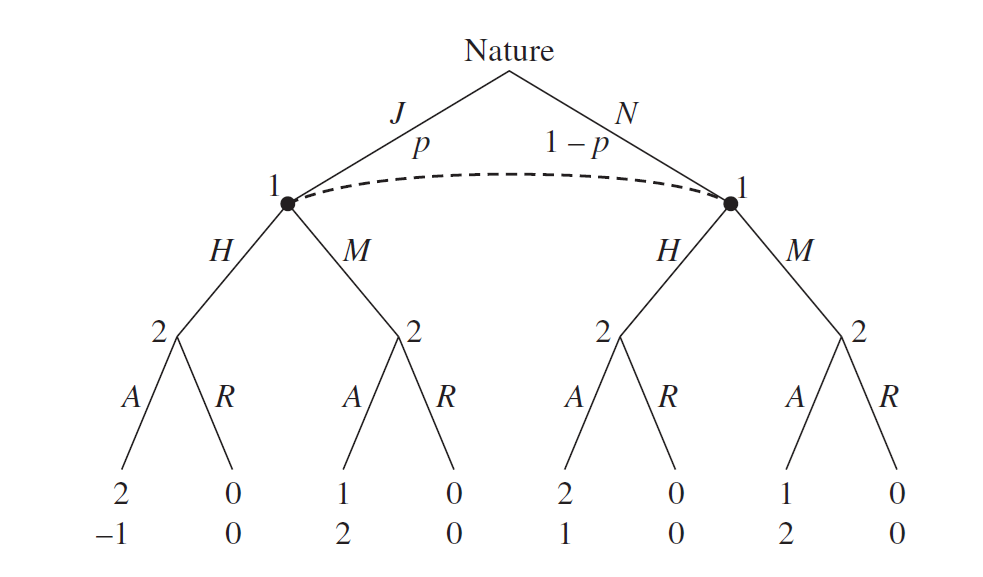 Nature
J N
p 1 – p
1 1
H M H M
2 2 2 2
A R A R A R A R
2 0 1 0 2 0 1 0
–1 0 2 0 1 0 2 0